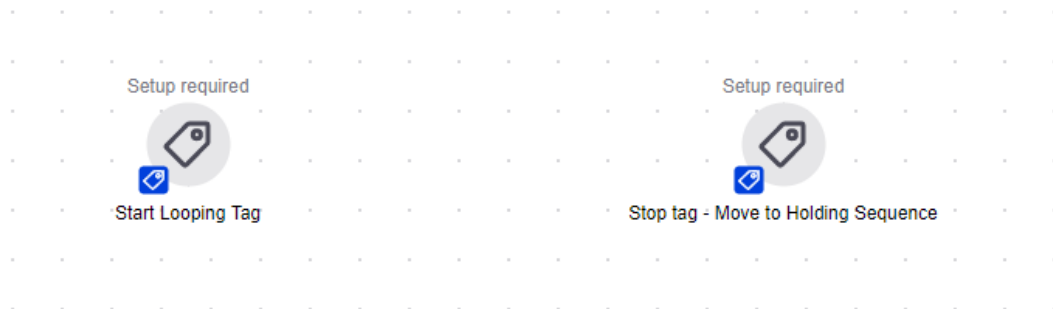 Setup required
Setup required
Start Looping Tag
Stop tag - Move to Holding Sequence